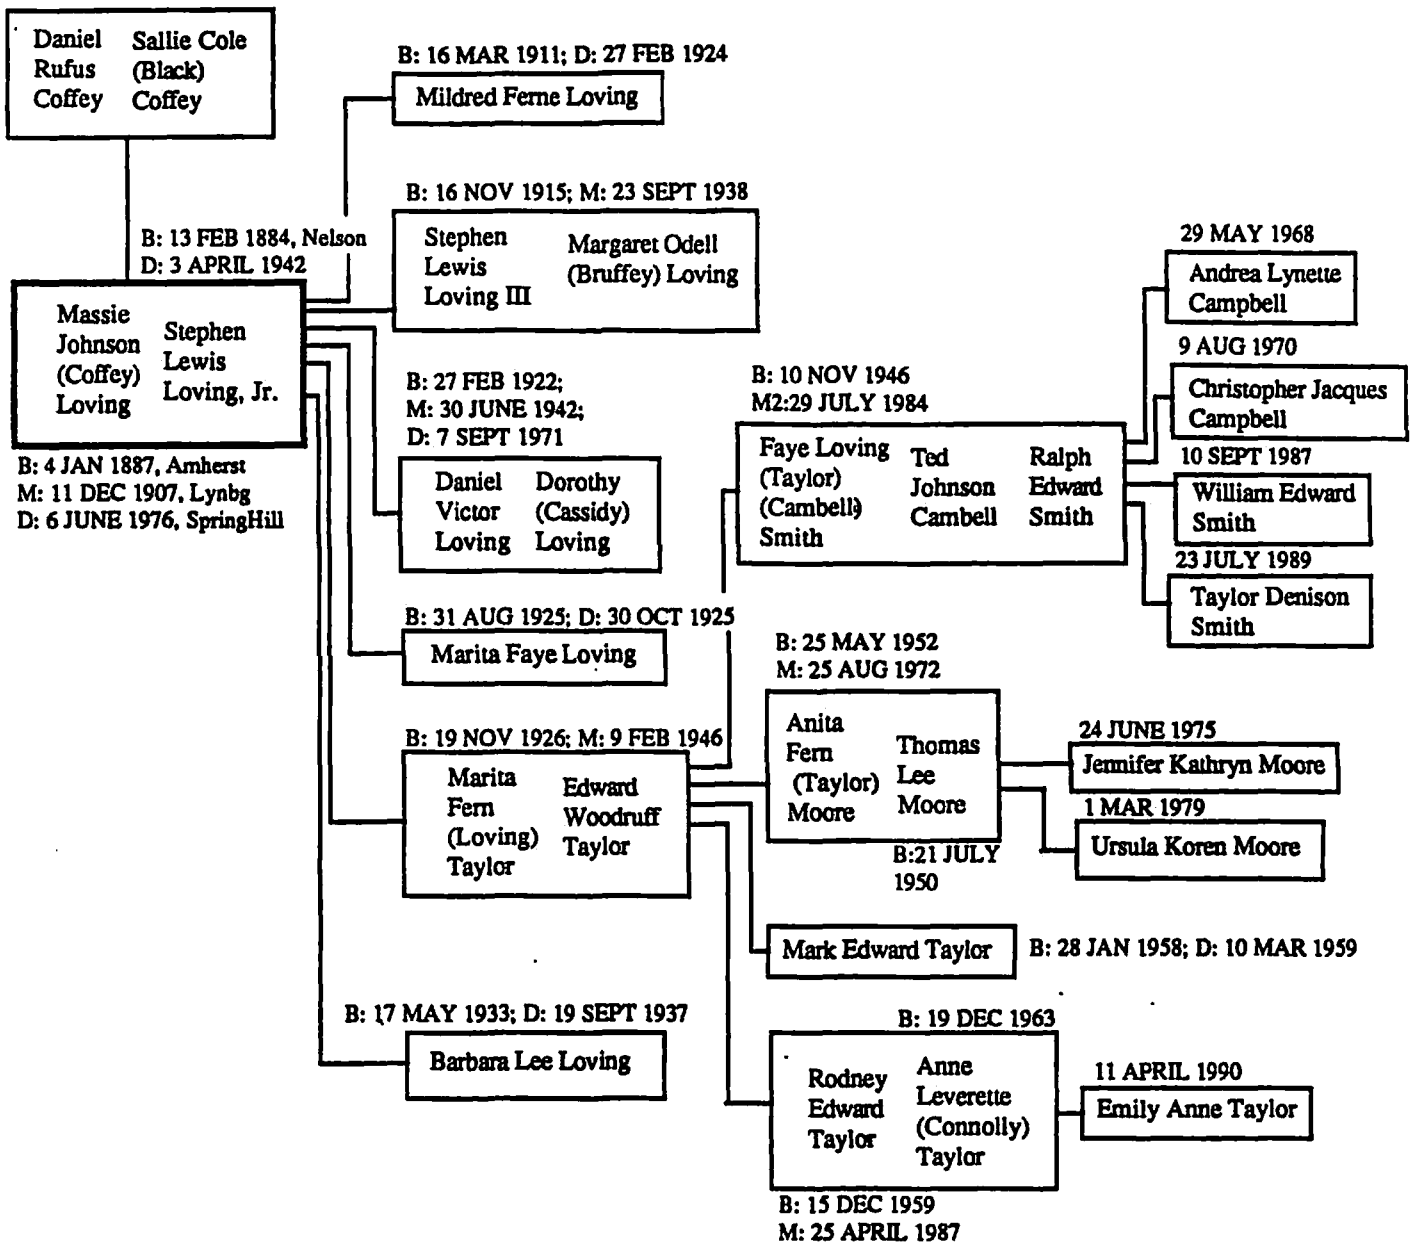 Daniel Rufus Coffey
Sallie Cole (Black) Coffey
B: 16 MAR 1911; D: 27 FEB 1924
Mildred Ferne Loving
B: 16 NOV 1915; M: 23 SEPT 1938
Stephen
Lewis
Loving III
Margaret Odell
(Bruffey) Loving
B: 13 FEB 1884, Nelson
D: 3 APRIL 1942
Massie
Johnson
(Coffey)
Loving
Stephen
Lewis
Loving, Jr.
B: 4 JAN 1887, Amherst
M: 11 DEC 1907, Lynbg
D: 6 JUNE 1976, SpringHill
B: 27 FEB 1922;
M: 30 JUNE 1942;
D: 7 SEPT 1971
Daniel
Victor
Loving
Dorothy
(Cassidy)
Loving
B: 31 AUG 1925; D: 30 OCT 1925
Marita Faye Loving
B: 19 NOV 1926; M: 9 FEB 1946
Marita
Fern
(Loving)
Taylor
Edward
Woodruff
Taylor
B: 17 MAY 1933; D: 19 SEPT 1937
Barbara Lee Loving
B: 10 NOV 1946
M2:29 JULY 1984
Faye Loving
(Taylor)
(Cambell)
Smith
Ted
Johnson
Cambell
Ralph
Edward
Smith
29 MAY 1968
Andrea Lynette
Campbell
9 AUG 1970
Christopher Jacques
Campbell
10 SEPT 1987
William Edward
Smith
23 JULY 1989
Taylor Denison
Smith
B: 25 MAY 1952
M: 25 AUG 1972
Anita
Fern
(Taylor)
Moore
Thomas
Lee
Moore
B:21 JULY
1950
24 JUNE 1975
Jennifer Kathryn Moore
1 MAR 1979
Ursula Koren Moore
Mark Edward Taylor
B: 28 JAN 1958; D: 10 MAR 1959
B: 19 DEC 1963
Rodney
Edward
Taylor
Anne
Leverette
(Connolly)
Taylor
B: 15 DEC 1959
M: 25 APRIL 1987
11 APRIL 1990
Emily Anne Taylor